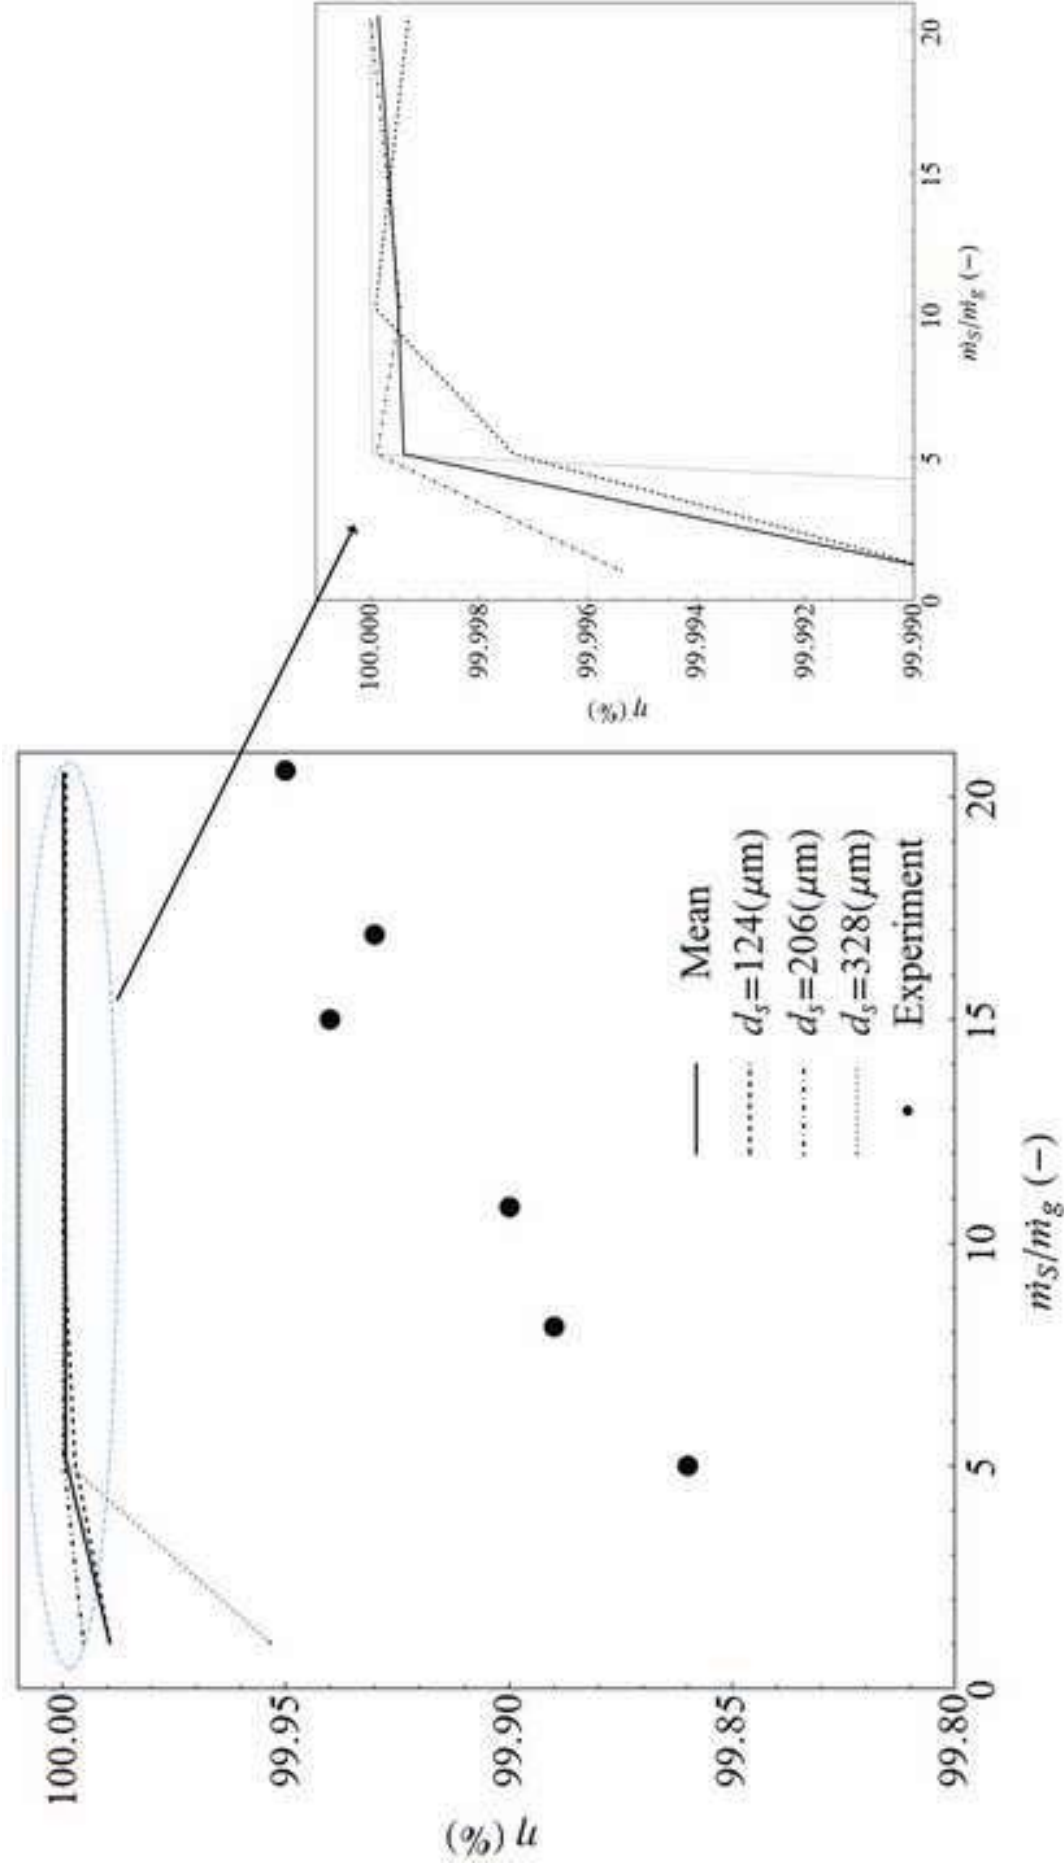 η (%)
100.00
99.95
99.90
99.85
99.80
0
5
10
15
20
ṁS/ṁg (−)
Mean
ds=124(μm)
ds=206(μm)
ds=328(μm)
Experiment
η (%)
100.000
99.998
99.996
99.994
99.992
99.990
0
5
10
15
20
ṁS/ṁg (−)